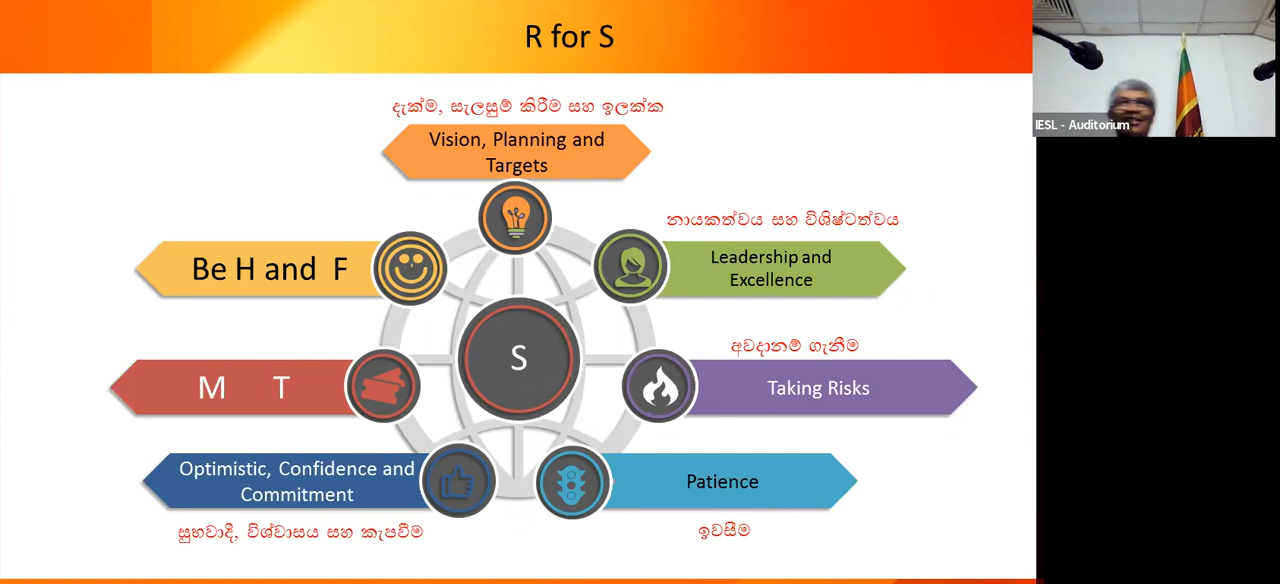 R for S
IESL - Auditorium
දැක්ම, සැලසුම් කිරීම සහ ඉලක්ක
Vision, Planning and
Targets
නායකත්වය සහ විශිෂ්ටත්වය
Leadership and
Excellence
Be H and F
අවදානම් ගැනීම
Taking Risks
S
M T
Optimistic, Confidence and
Commitment
සුභවාදී, විශ්වාසය සහ කැපවීම
Patience
ඉවසීම